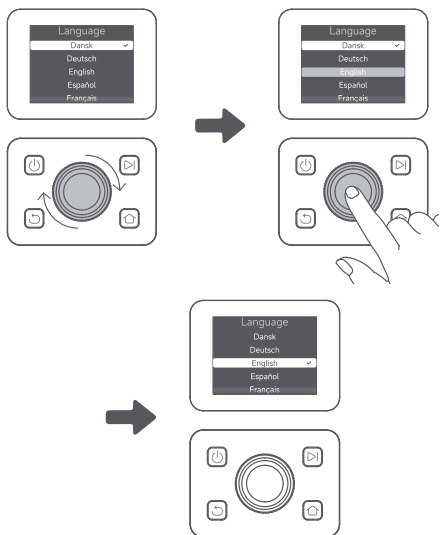 Language
Dansk
Deutsch
English
Español
Français
Language
Dansk
Deutsch
English
Español
Français
Language
Dansk
Deutsch
English
Español
Français